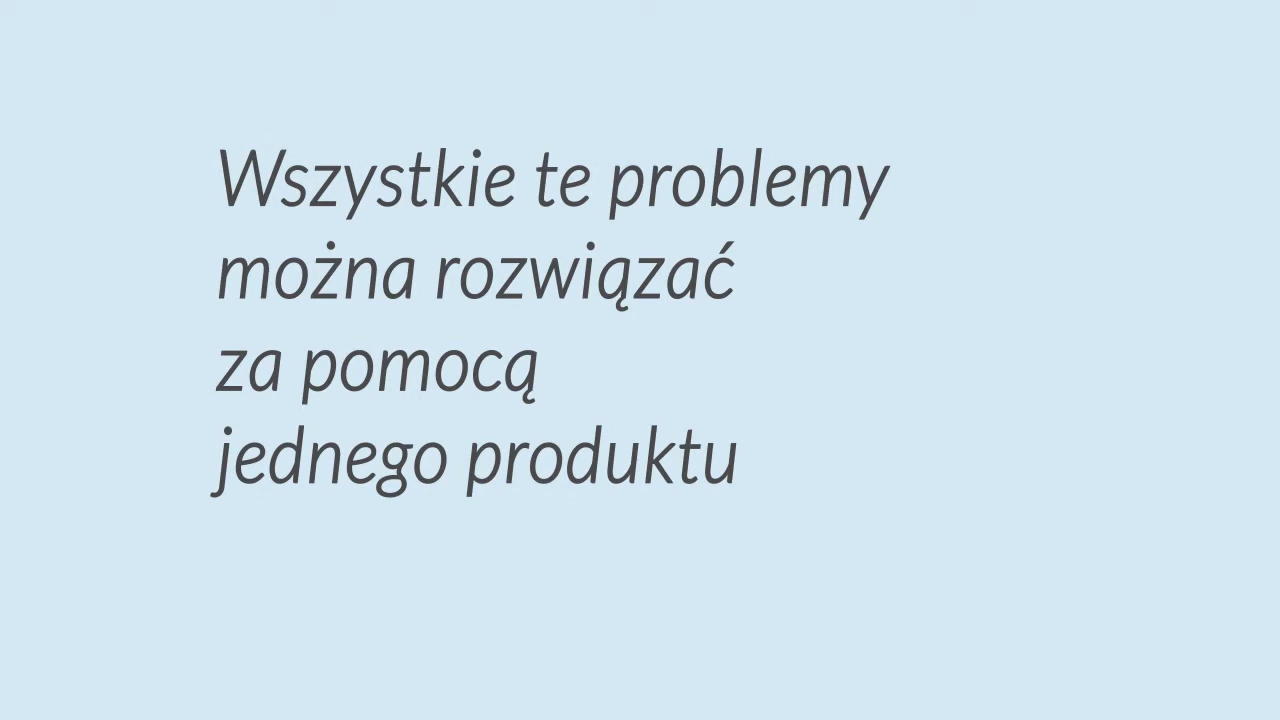 Wszystkie te problemy
można rozwiązać
za pomocą
jednego produktu